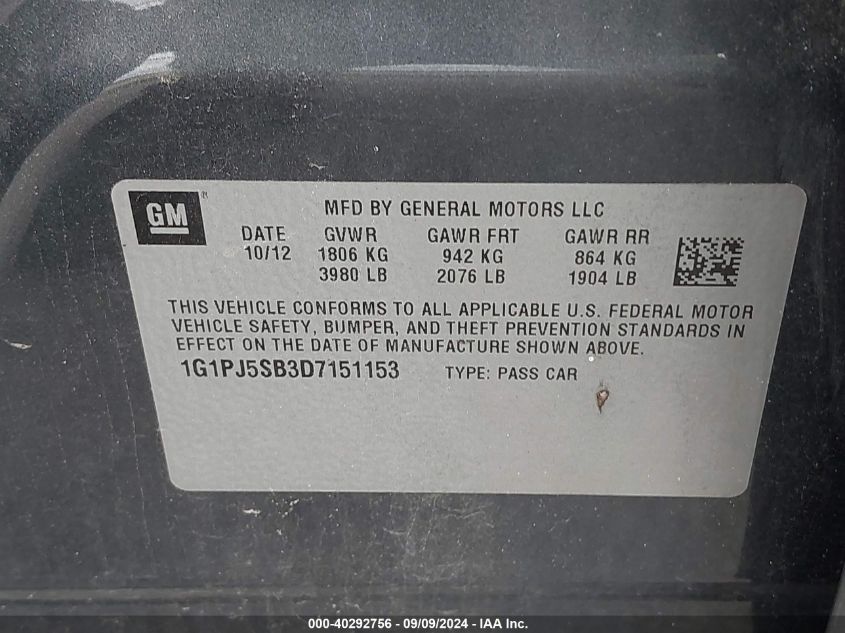 GM
MFD BY GENERAL MOTORS LLC
DATE GVWR GAWR FRT GAWR RR
10/12 1806 KG 942 KG 864 KG
3980 LB 2076 LB 1904 LB
THIS VEHICLE CONFORMS TO ALL APPLICABLE U.S. FEDERAL MOTOR
VEHICLE SAFETY, BUMPER, AND THEFT PREVENTION STANDARDS IN
EFFECT ON THE DATE OF MANUFACTURE SHOWN ABOVE.
1G1PJ5SB3D7151153 TYPE: PASS CAR
000-40292756 - 09/09/2024 - IAA Inc.